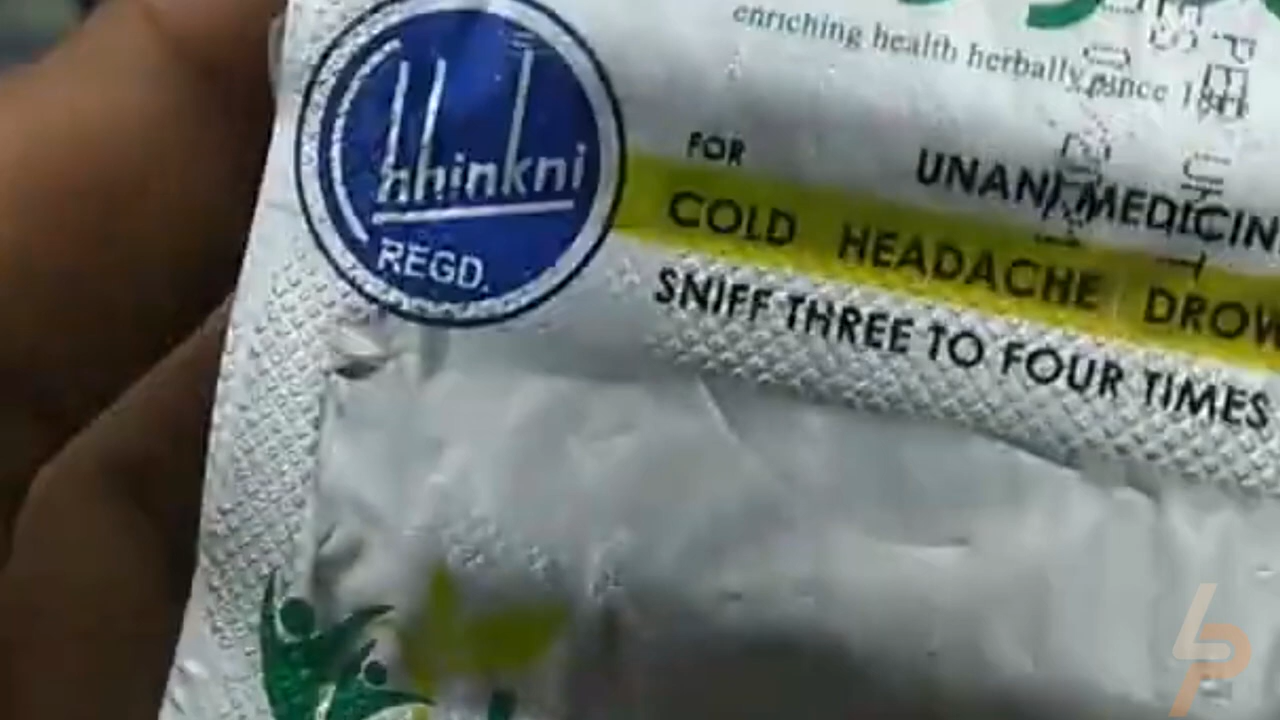 enriching health herbally since
Chhinkni
REGD.
FOR
UNANI MEDICIN
COLD HEADACHE DROW
SNIFF THREE TO FOUR TIMES